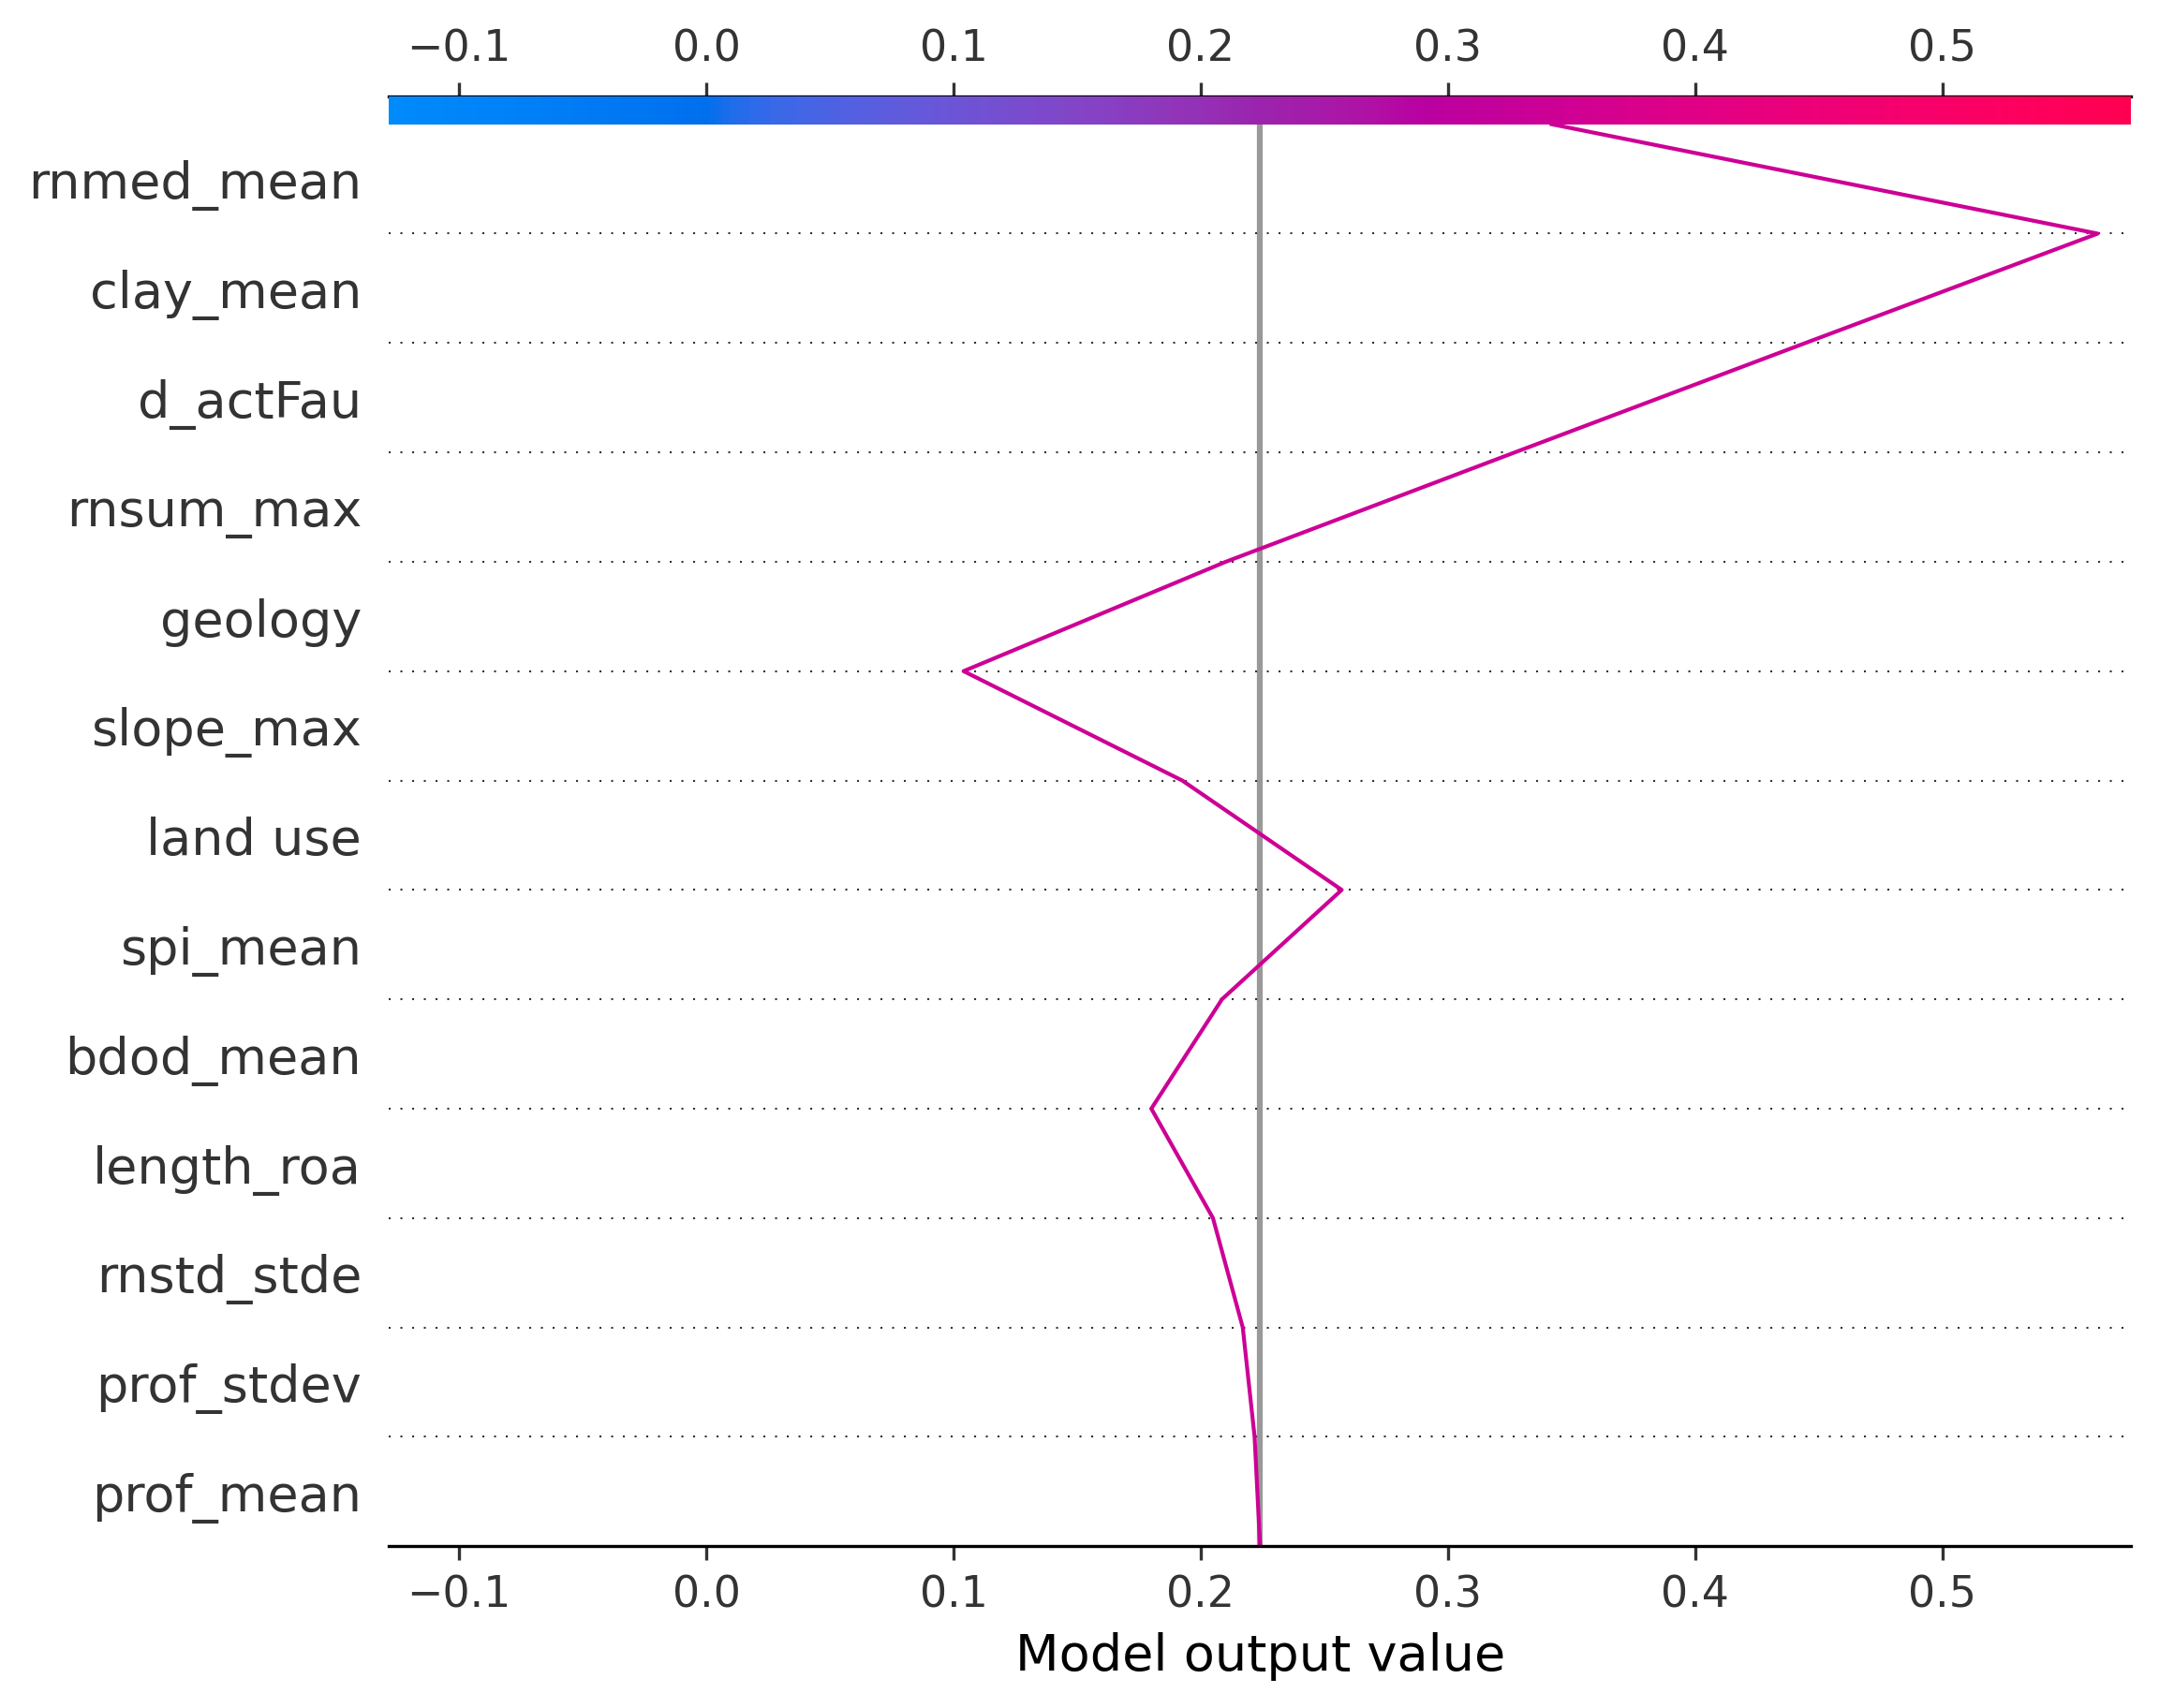 −0.1 0.0 0.1 0.2 0.3 0.4 0.5
rnmed_mean
clay_mean
d_actFau
rnsum_max
geology
slope_max
land use
spi_mean
bdod_mean
length_roa
rnstd_stde
prof_stdev
prof_mean
−0.1 0.0 0.1 0.2 0.3 0.4 0.5
Model output value